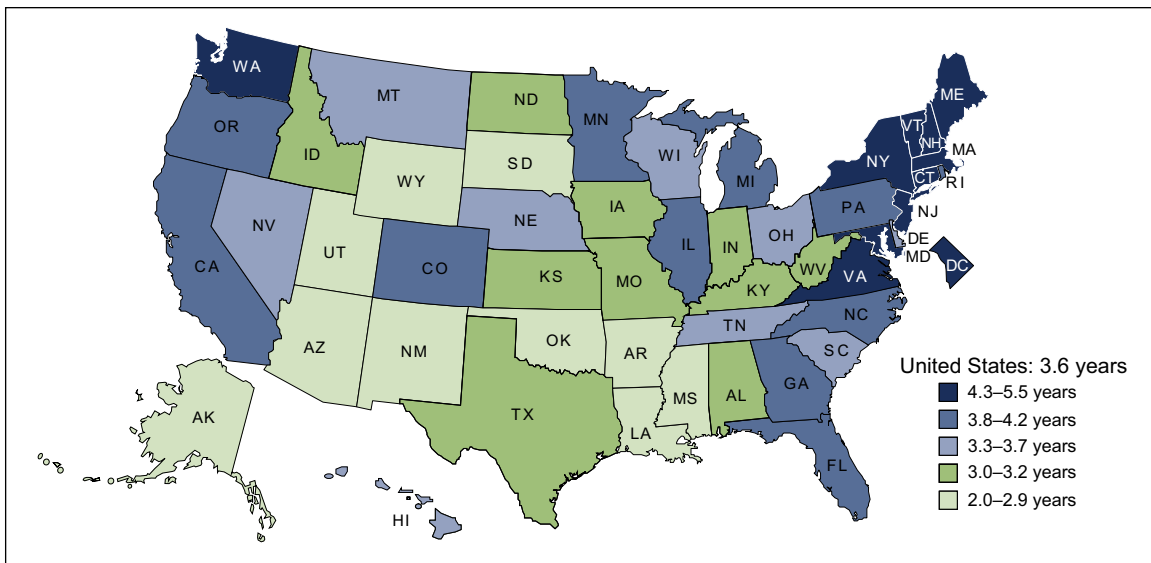 WA
MT
ND
MN
ME
OR
ID
SD
WI
VT
NH
MA
NY
WY
MI
CT
RI
NV
NE
IA
PA
NJ
UT
CO
IL
IN
OH
DE
MD
CA
KS
MO
WV
VA
DC
KY
NC
TN
AZ
NM
OK
AR
SC
AK
TX
LA
MS
AL
GA
FL
HI
United States: 3.6 years
4.3–5.5 years
3.8–4.2 years
3.3–3.7 years
3.0–3.2 years
2.0–2.9 years